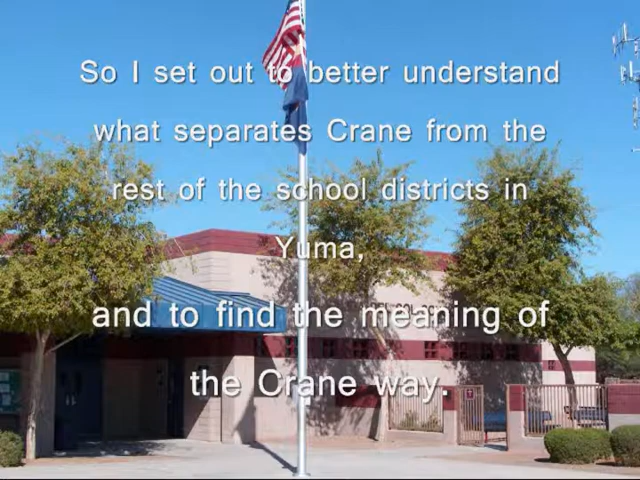 So I set out to better understand
what separates Crane from the
rest of the school districts in
Yuma,
and to find the meaning of
the Crane way.